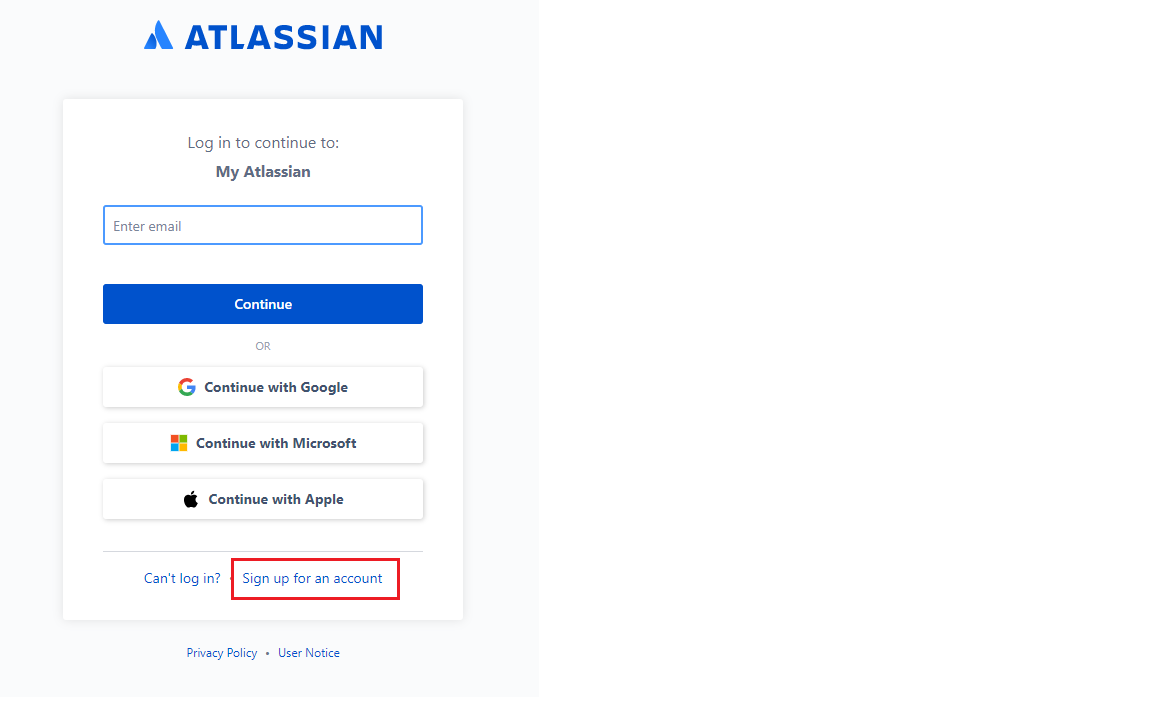 ATLASSIAN
Log in to continue to:
My Atlassian
Enter email
Continue
OR
Continue with Google
Continue with Microsoft
Continue with Apple
Can't log in? • Sign up for an account
Privacy Policy • User Notice